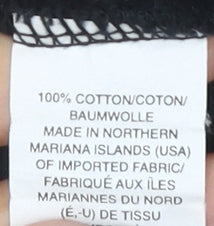 100% COTTON/COTON/
BAUMWOLLE
MADE IN NORTHERN
MARIANA ISLANDS (USA)
OF IMPORTED FABRIC/
FABRIQUÉ AUX ÎLES
MARIANNES DU NORD
(É,-U) DE TISSU